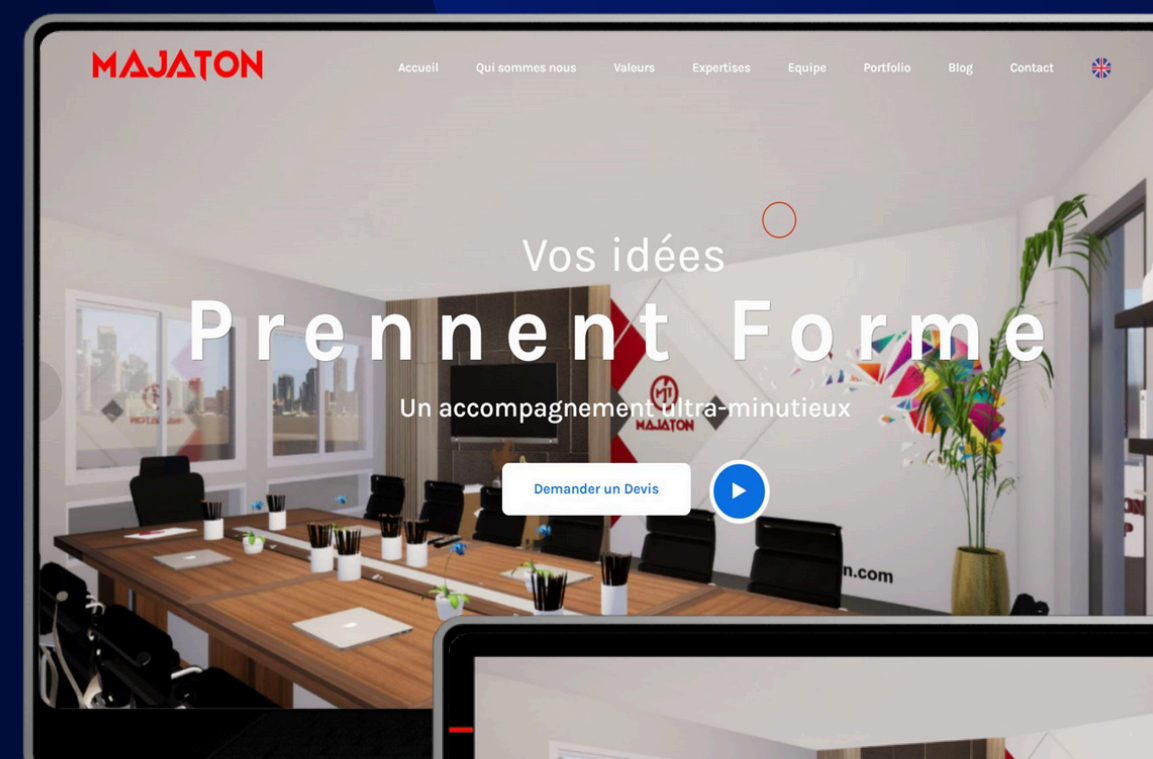 MAJATON
Accueil Qui sommes nous Valeurs Expertises Equipe Portfolio Blog Contact
Vos idées
Prennent Forme
Un accompagnement ultra-minutieux
MAJATON
Demander un Devis
n.com